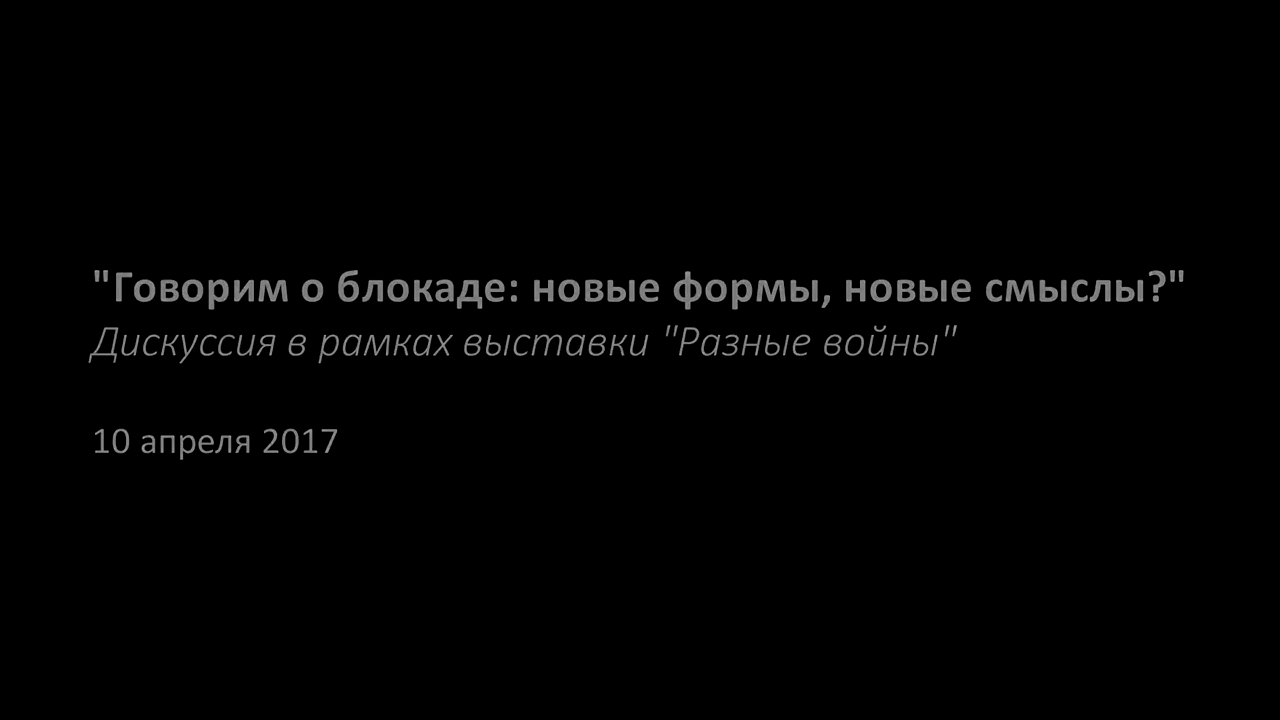 "Говорим о блокаде: новые формы, новые смыслы?"
Дискуссия в рамках выставки "Разные войны"
10 апреля 2017